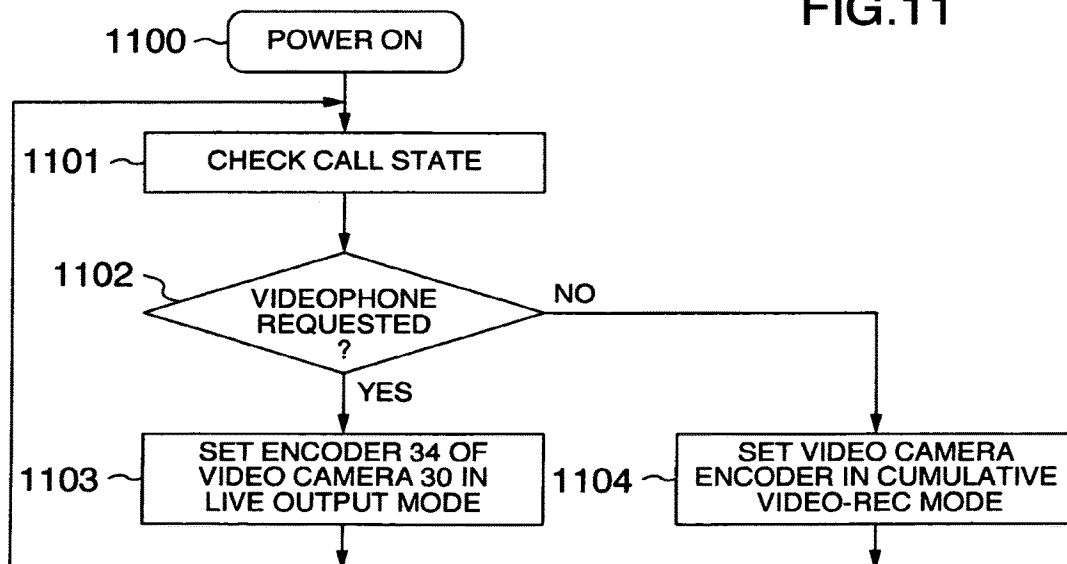 FIG.11
1100
POWER ON
1101
CHECK CALL STATE
1102
VIDEOPHONE
REQUESTED
?
NO
YES
1103
SET ENCODER 34 OF
VIDEO CAMERA 30 IN
LIVE OUTPUT MODE
1104
SET VIDEO CAMERA
ENCODER IN CUMULATIVE
VIDEO-REC MODE